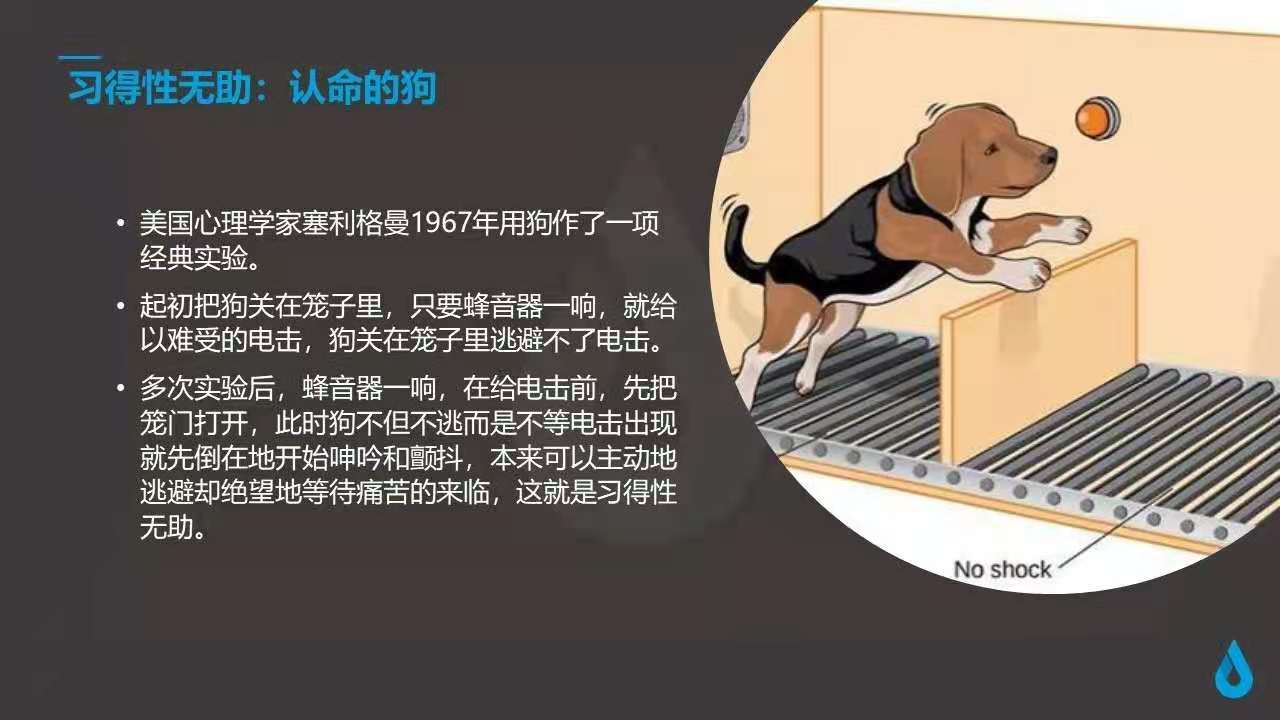 习得性无助：认命的狗
• 美国心理学家塞利格曼1967年用狗作了一项
经典实验。
• 起初把狗关在笼子里，只要蜂音器一响，就给
以难受的电击，狗关在笼子里逃避不了电击。
• 多次实验后，蜂音器一响，在给电击前，先把
笼门打开，此时狗不但不逃而是不等电击出现
就先倒在地开始呻吟和颤抖，本来可以主动地
逃避却绝望地等待痛苦的来临，这就是习得性
无助。
No shock